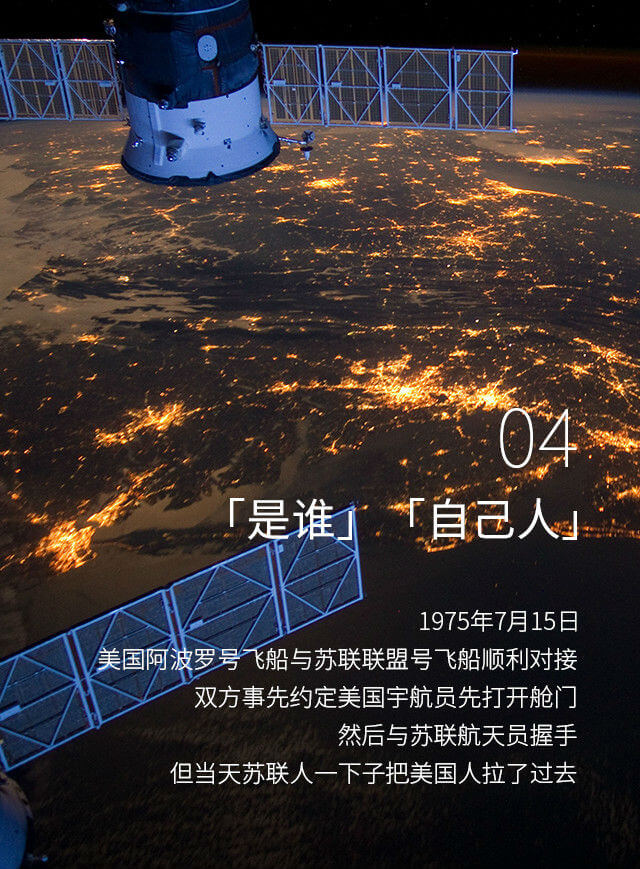 04
「是谁」「自己人」
1975年7月15日
美国阿波罗号飞船与苏联联盟号飞船顺利对接
双方事先约定美国宇航员先打开舱门
然后与苏联航天员握手
但当天苏联人一下子把美国人拉了过去